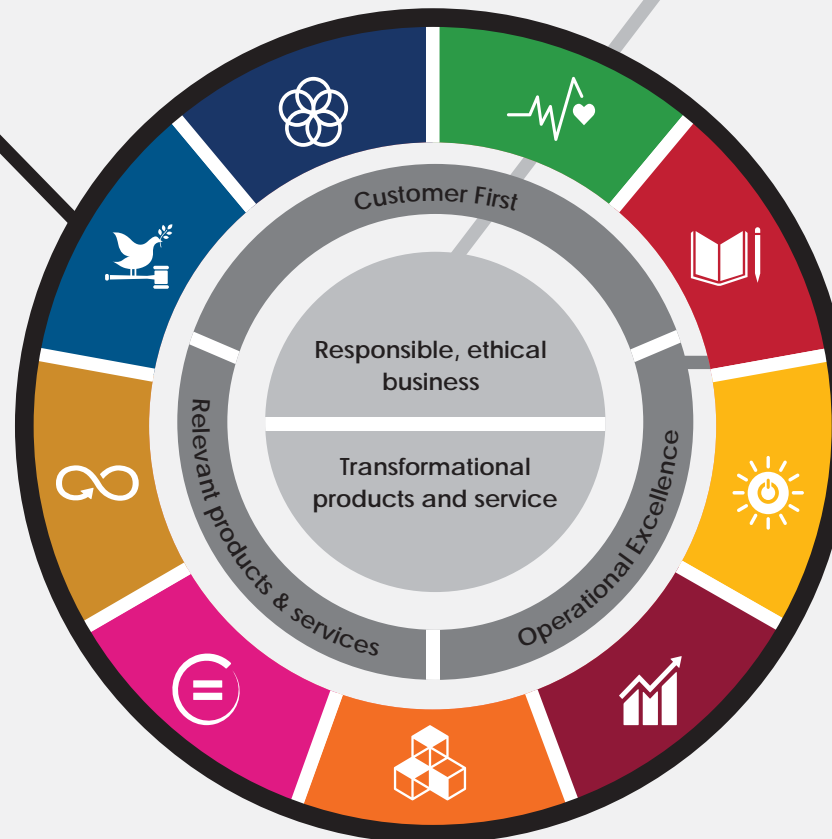 Customer First
Responsible, ethical
business
Transformational
products and service
Relevant products & services
Operational Excellence